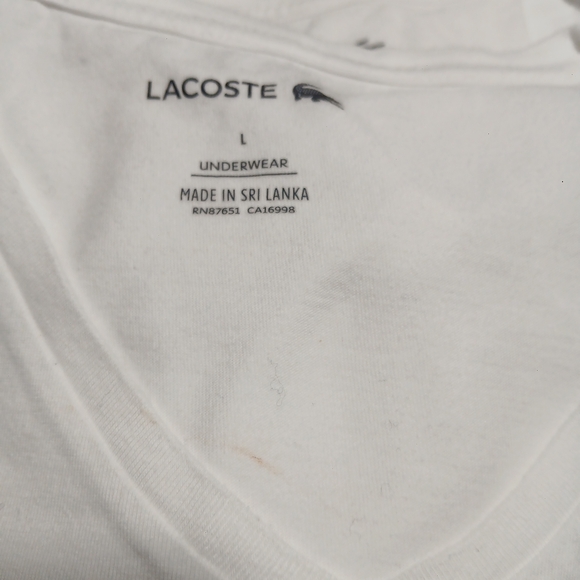 LACOSTE
L
UNDERWEAR
MADE IN SRI LANKA
RN87651 CA16998